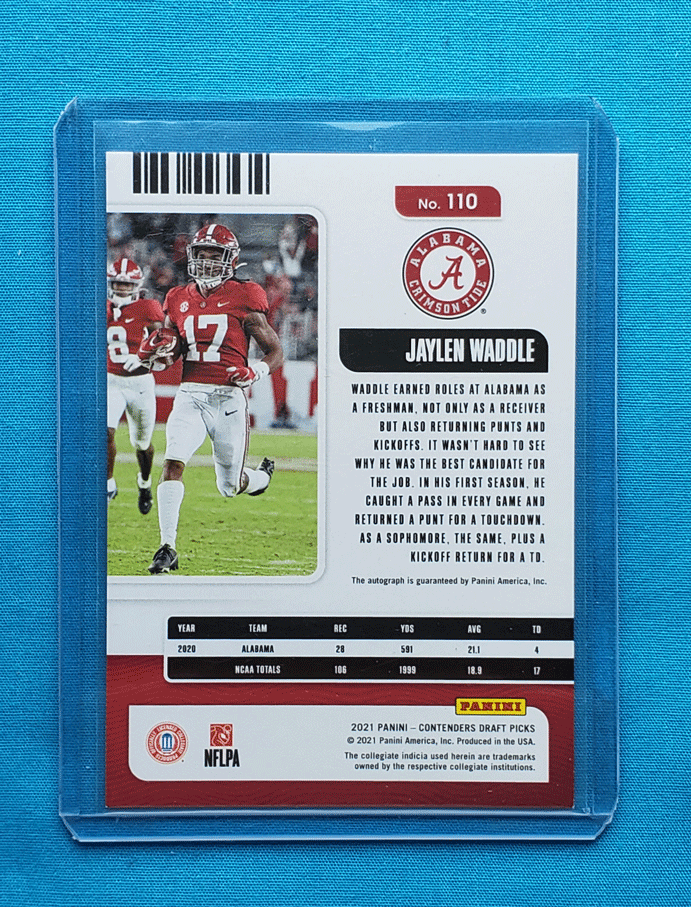 No. 110
ALABAMA
A
CRIMSON TIDE
®
JAYLEN WADDLE
17
8
WADDLE EARNED ROLES AT ALABAMA AS
A FRESHMAN, NOT ONLY AS A RECEIVER
BUT ALSO RETURNING PUNTS AND
KICKOFFS. IT WASN'T HARD TO SEE
WHY HE WAS THE BEST CANDIDATE FOR
THE JOB. IN HIS FIRST SEASON, HE
CAUGHT A PASS IN EVERY GAME AND
RETURNED A PUNT FOR A TOUCHDOWN.
AS A SOPHOMORE, THE SAME, PLUS A
KICKOFF RETURN FOR A TD.
The autograph is guaranteed by Panini America, Inc.
YEAR TEAM REC YDS AVG TD
2020 ALABAMA 28 591 21.1 4
NCAA TOTALS 106 1999 18.9 17
PANINI
2021 PANINI – CONTENDERS DRAFT PICKS
© 2021 Panini America, Inc. Produced in the USA.
The collegiate indicia used herein are trademarks
owned by the respective collegiate institutions.
NFLPA